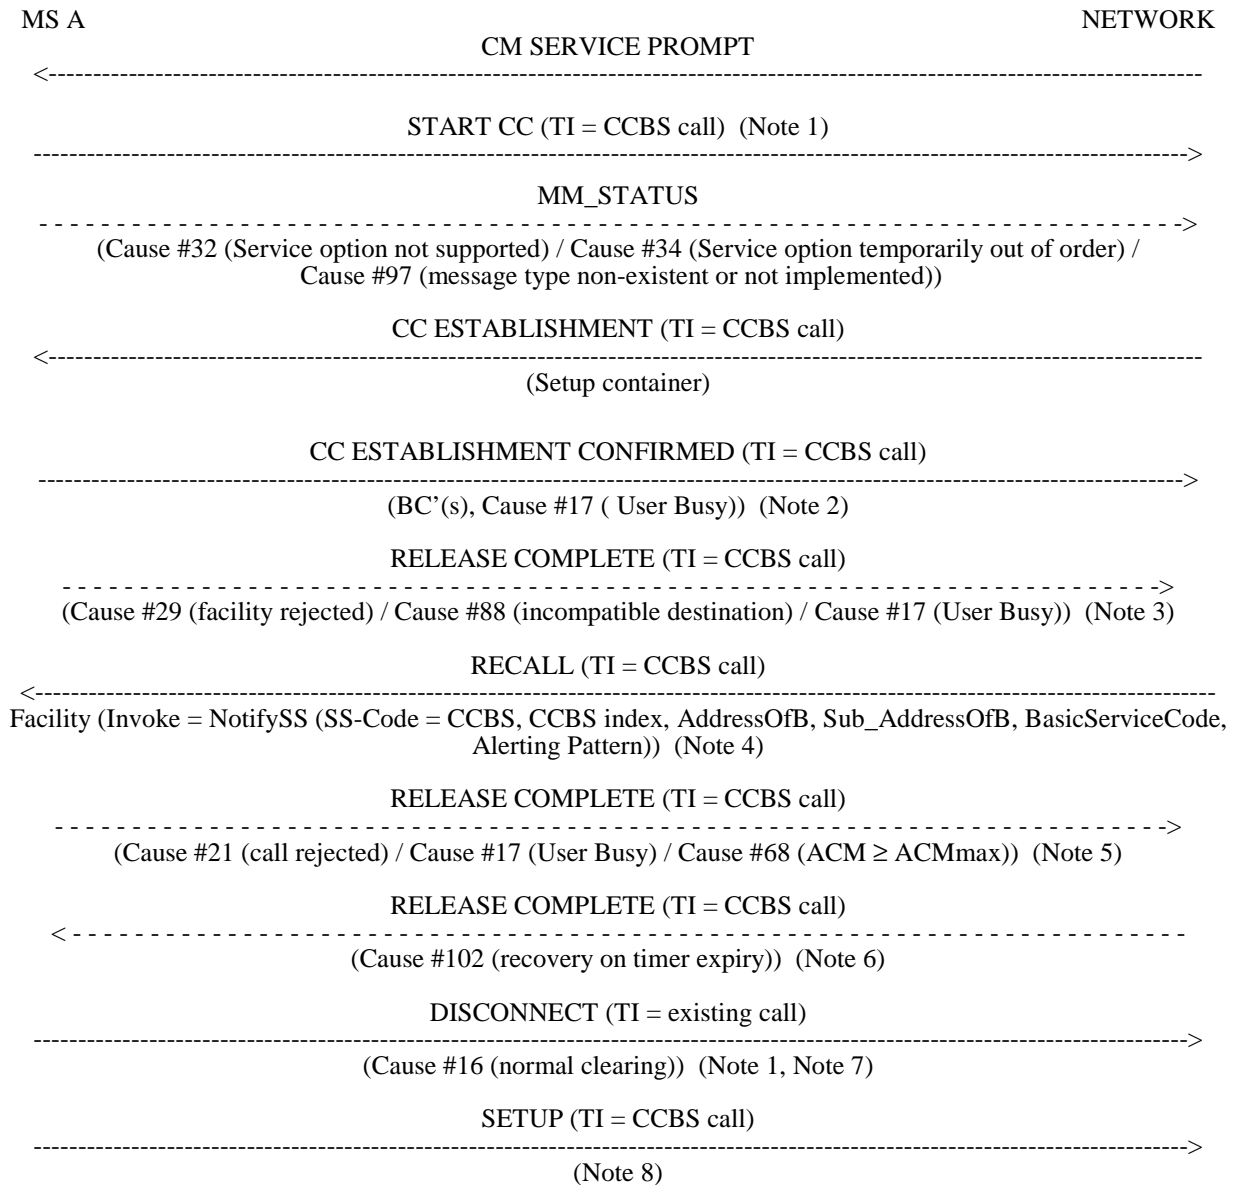 MS A NETWORK
CM SERVICE PROMPT
START CC (TI = CCBS call) (Note 1)
MM_STATUS
(Cause #32 (Service option not supported) / Cause #34 (Service option temporarily out of order) /
Cause #97 (message type non-existent or not implemented))
CC ESTABLISHMENT (TI = CCBS call)
(Setup container)
CC ESTABLISHMENT CONFIRMED (TI = CCBS call)
(BC’(s), Cause #17 ( User Busy)) (Note 2)
RELEASE COMPLETE (TI = CCBS call)
(Cause #29 (facility rejected) / Cause #88 (incompatible destination) / Cause #17 (User Busy)) (Note 3)
RECALL (TI = CCBS call)
Facility (Invoke = NotifySS (SS-Code = CCBS, CCBS index, AddressOfB, Sub_AddressOfB, BasicServiceCode,
Alerting Pattern)) (Note 4)
RELEASE COMPLETE (TI = CCBS call)
(Cause #21 (call rejected) / Cause #17 (User Busy) / Cause #68 (ACM ≥ ACMmax)) (Note 5)
RELEASE COMPLETE (TI = CCBS call)
(Cause #102 (recovery on timer expiry)) (Note 6)
DISCONNECT (TI = existing call)
(Cause #16 (normal clearing)) (Note 1, Note 7)
SETUP (TI = CCBS call)
(Note 8)